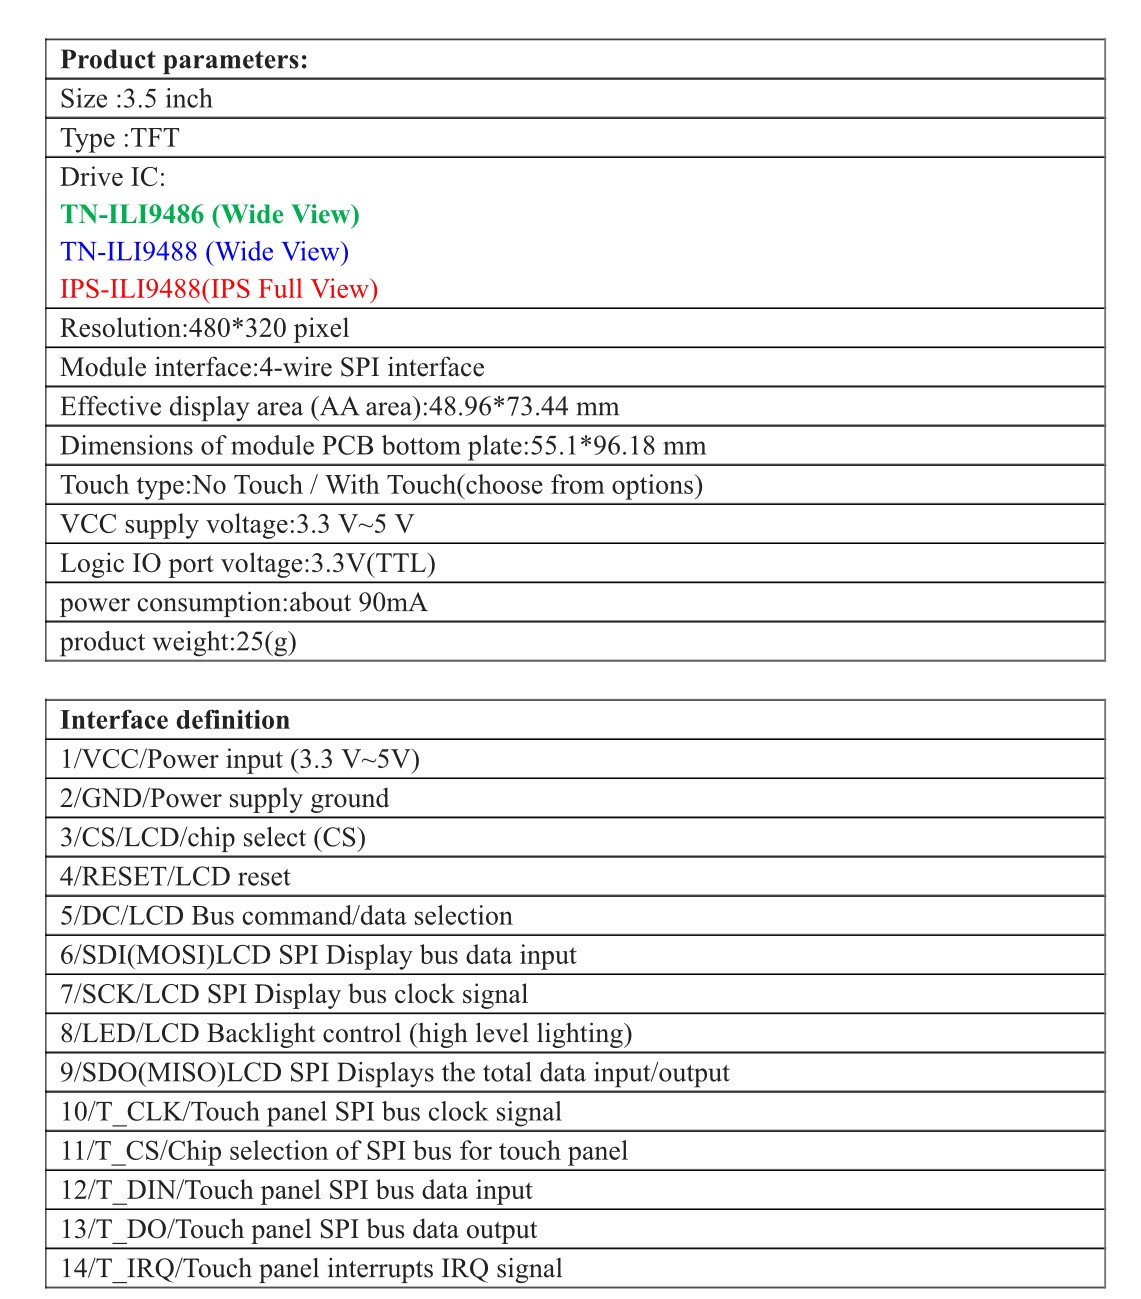 Product parameters:
Size :3.5 inch
Type :TFT
Drive IC:
TN-ILI9486 (Wide View)
TN-ILI9488 (Wide View)
IPS-ILI9488(IPS Full View)
Resolution:480*320 pixel
Module interface:4-wire SPI interface
Effective display area (AA area):48.96*73.44 mm
Dimensions of module PCB bottom plate:55.1*96.18 mm
Touch type:No Touch / With Touch(choose from options)
VCC supply voltage:3.3 V~5 V
Logic IO port voltage:3.3V(TTL)
power consumption:about 90mA
product weight:25(g)
Interface definition
1/VCC/Power input (3.3 V~5V)
2/GND/Power supply ground
3/CS/LCD/chip select (CS)
4/RESET/LCD reset
5/DC/LCD Bus command/data selection
6/SDI(MOSI)LCD SPI Display bus data input
7/SCK/LCD SPI Display bus clock signal
8/LED/LCD Backlight control (high level lighting)
9/SDO(MISO)LCD SPI Displays the total data input/output
10/T_CLK/Touch panel SPI bus clock signal
11/T_CS/Chip selection of SPI bus for touch panel
12/T_DIN/Touch panel SPI bus data input
13/T_DO/Touch panel SPI bus data output
14/T_IRQ/Touch panel interrupts IRQ signal